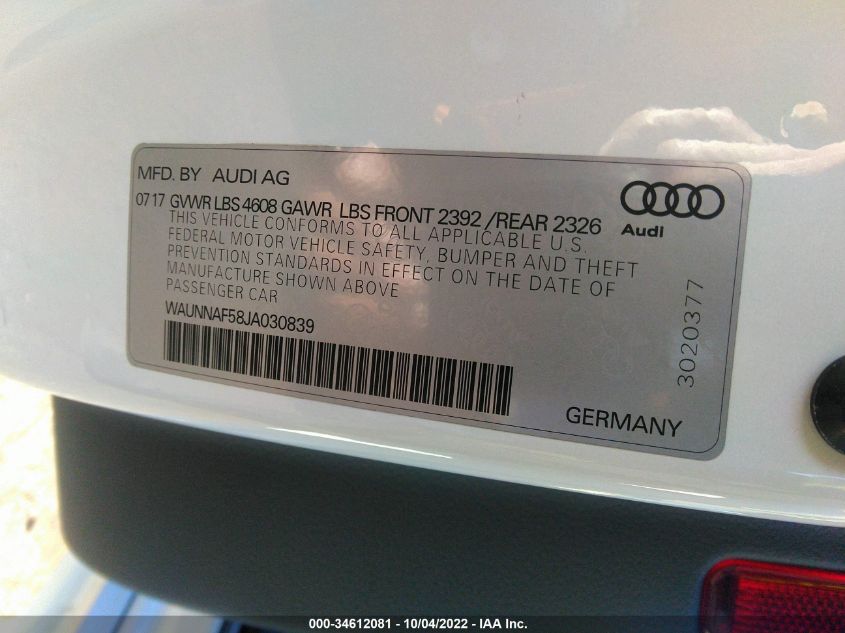 MFD. BY AUDI AG
0717 GVWR LBS 4608 GAWR LBS FRONT 2392 /REAR 2326
THIS VEHICLE CONFORMS TO ALL APPLICABLE U.S.
FEDERAL MOTOR VEHICLE SAFETY, BUMPER AND THEFT
PREVENTION STANDARDS IN EFFECT ON THE DATE OF
MANUFACTURE SHOWN ABOVE
PASSENGER CAR
WAUNNAF58JA030839
Audi
3020377
GERMANY
000-34612081 - 10/04/2022 - IAA Inc.